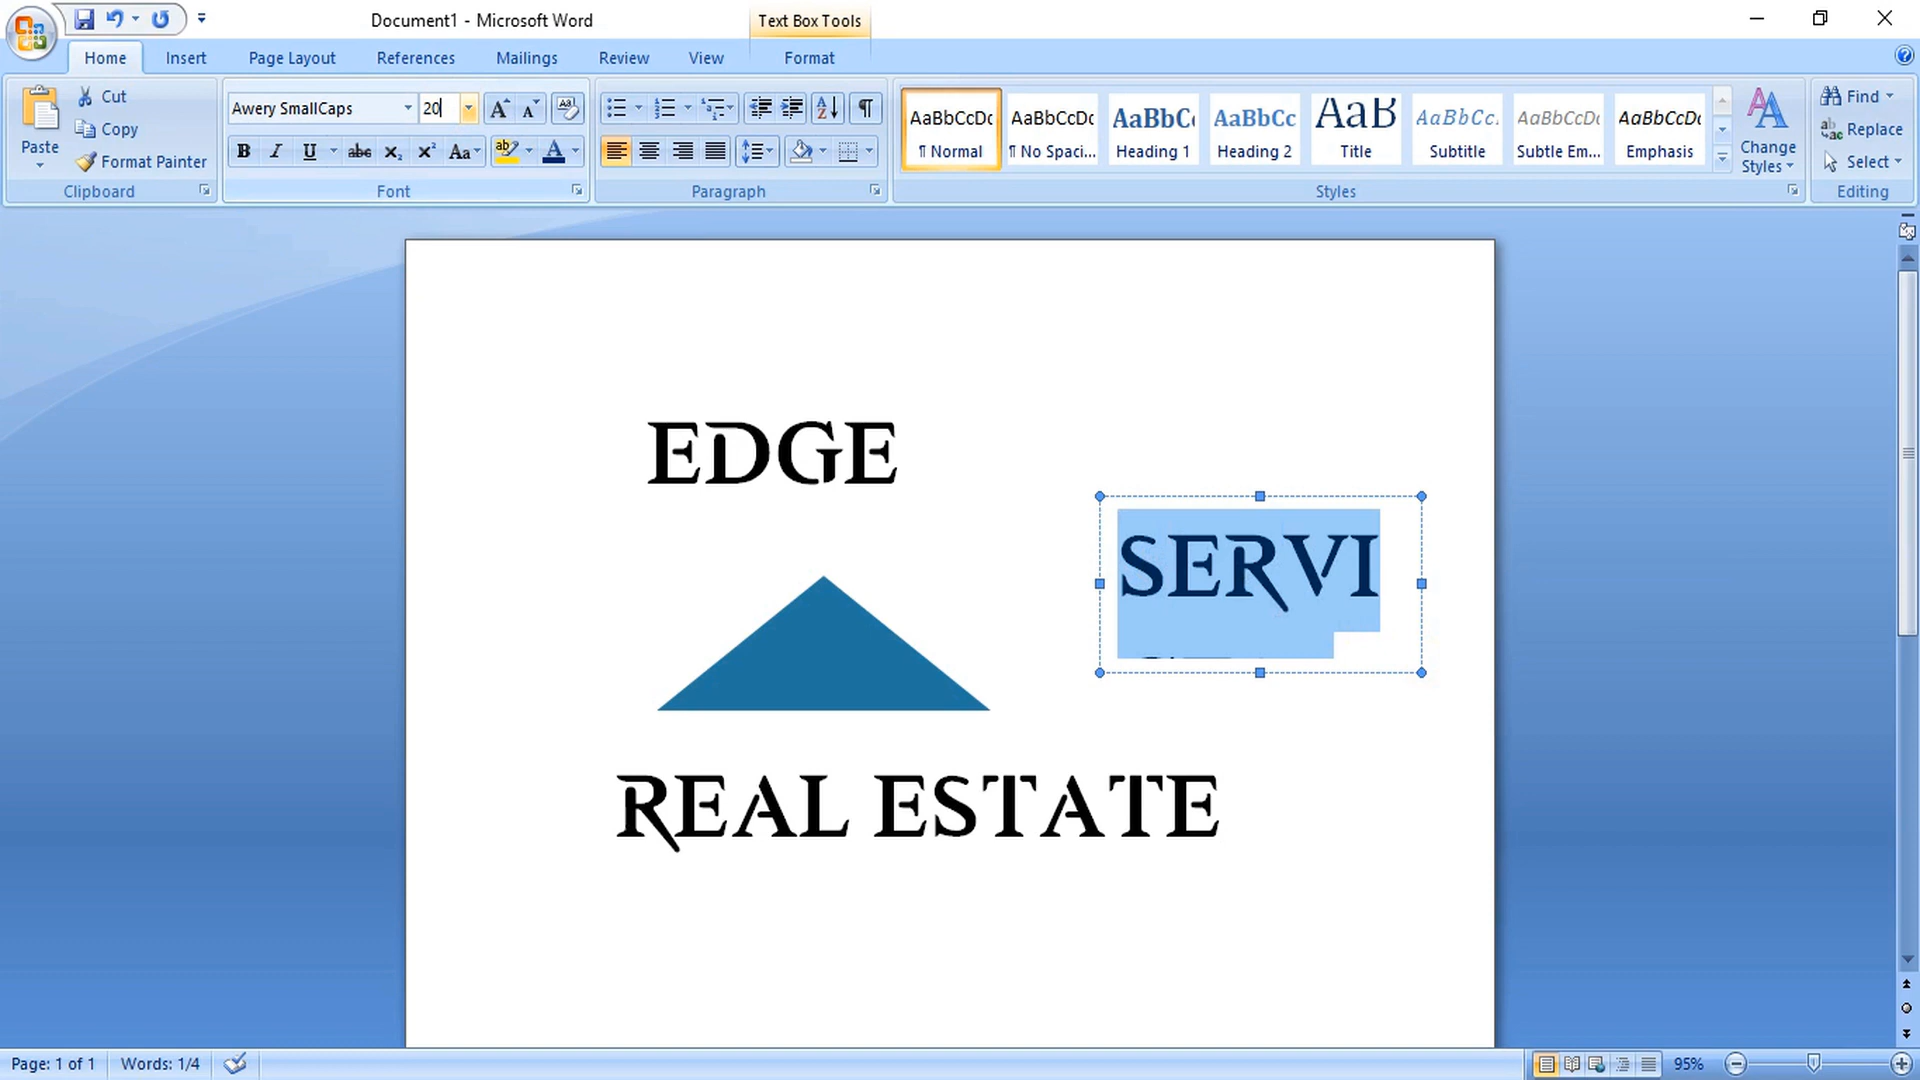 Document1 - Microsoft Word
Text Box Tools
Home
Insert
Page Layout
References
Mailings
Review
View
Format
Paste
Cut
Copy
Format Painter
Clipboard
Awery SmallCaps
20
Font
Paragraph
AaBbCcDc
¶ Normal
AaBbCcDc
¶ No Spaci...
AaBbC
Heading 1
AaBbCc
Heading 2
AaB
Title
AaBbCc.
Subtitle
AaBbCcDc
Subtle Em...
AaBbCcDc
Emphasis
Change
Styles
Styles
Find
Replace
Select
Editing
EDGE
SERVI
REAL ESTATE
Page: 1 of 1
Words: 1/4
95%